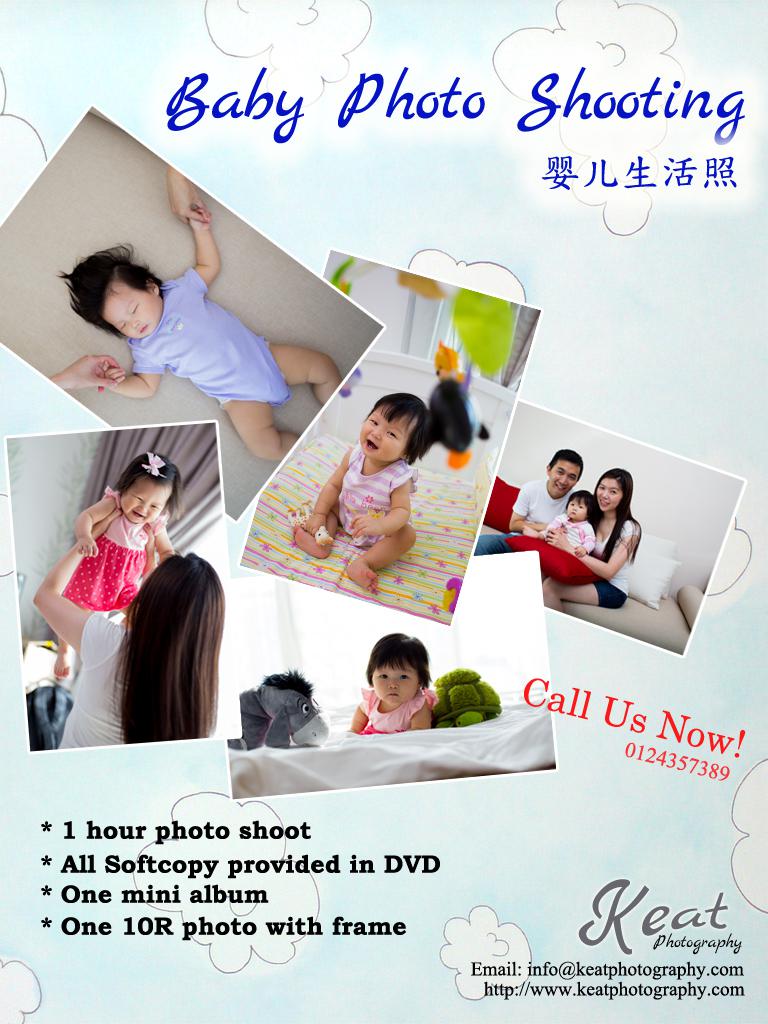 Baby Photo Shooting
婴儿生活照
Call Us Now!
0124357389
* 1 hour photo shoot
* All Softcopy provided in DVD
* One mini album
* One 10R photo with frame
Keat
Photography
Email: info@keatphotography.com
http://www.keatphotography.com